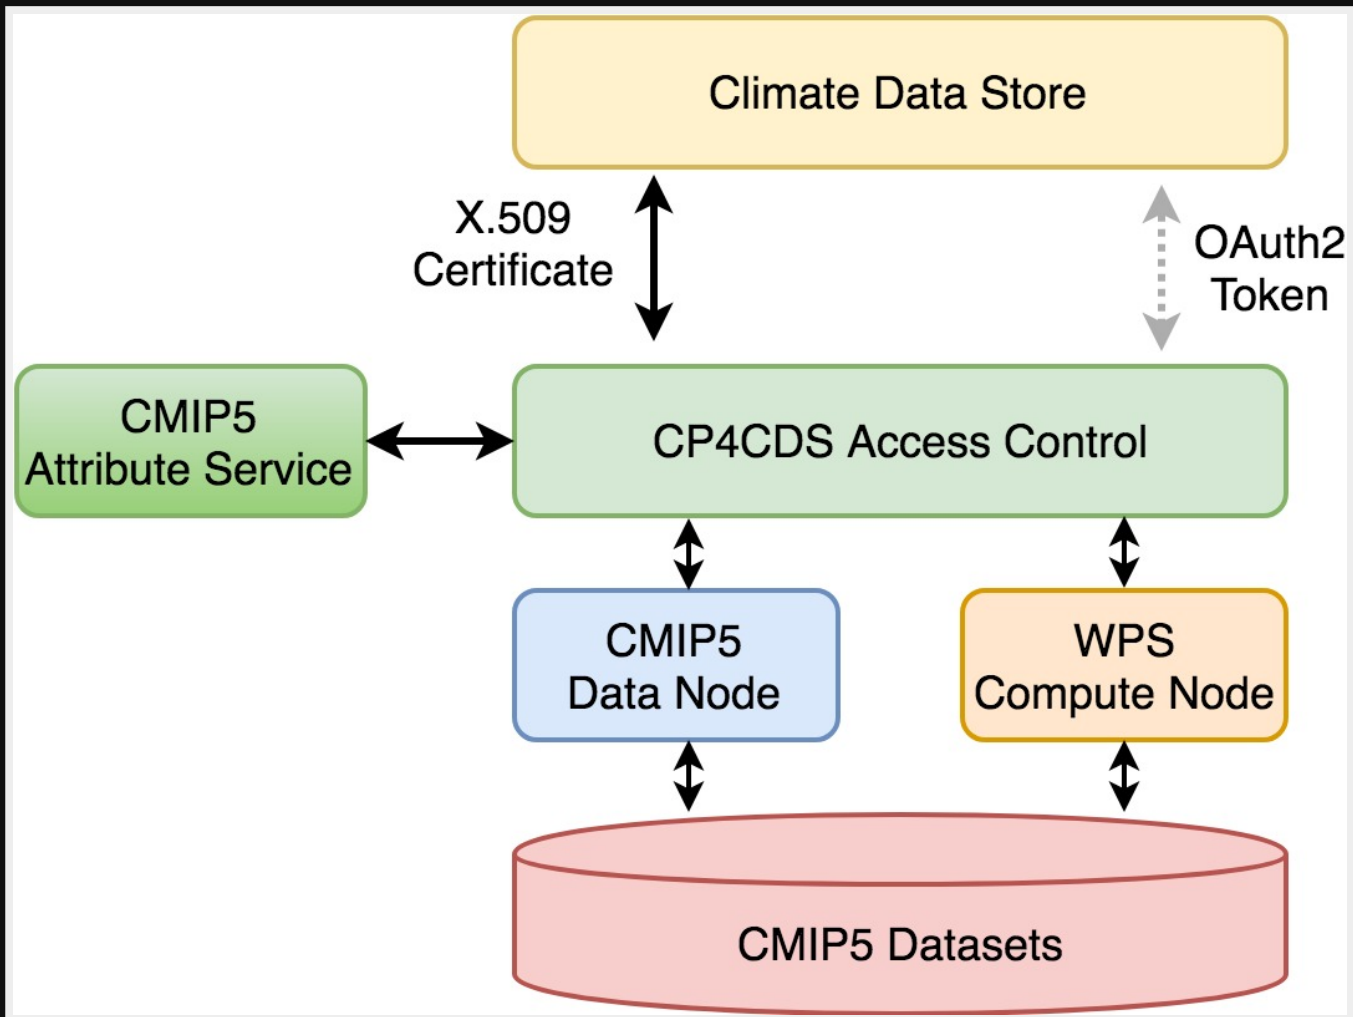 Climate Data Store
X.509
Certificate
OAuth2
Token
CMIP5
Attribute Service
CP4CDS Access Control
CMIP5
Data Node
WPS
Compute Node
CMIP5 Datasets